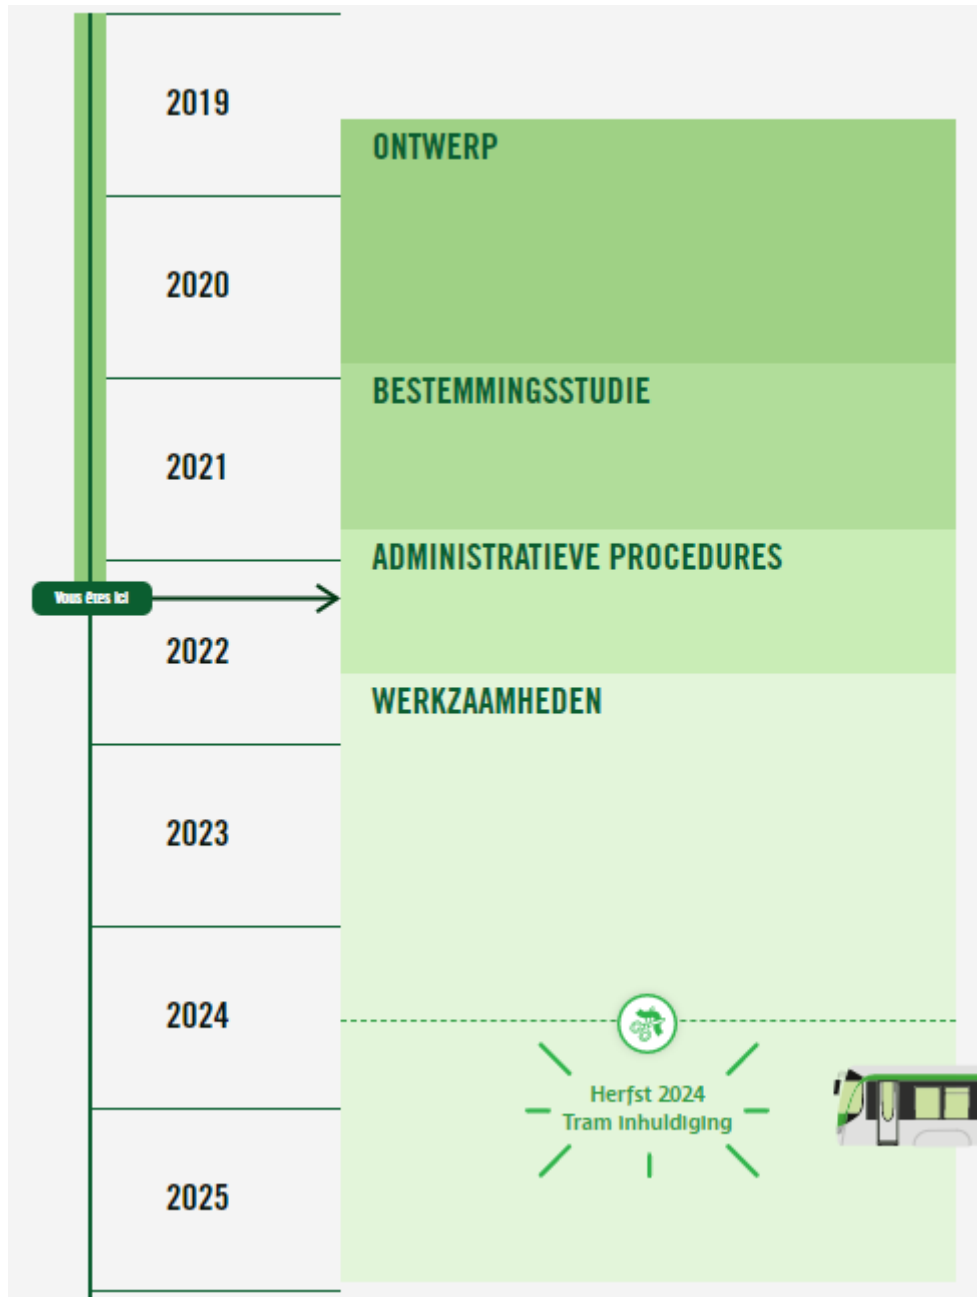 2019
ONTWERP
2020
BESTEMMINGSSTUDIE
2021
ADMINISTRATIEVE PROCEDURES
Vous êtes ici
2022
WERKZAAMHEDEN
2023
2024
Herfst 2024
Tram inhuldiging
2025